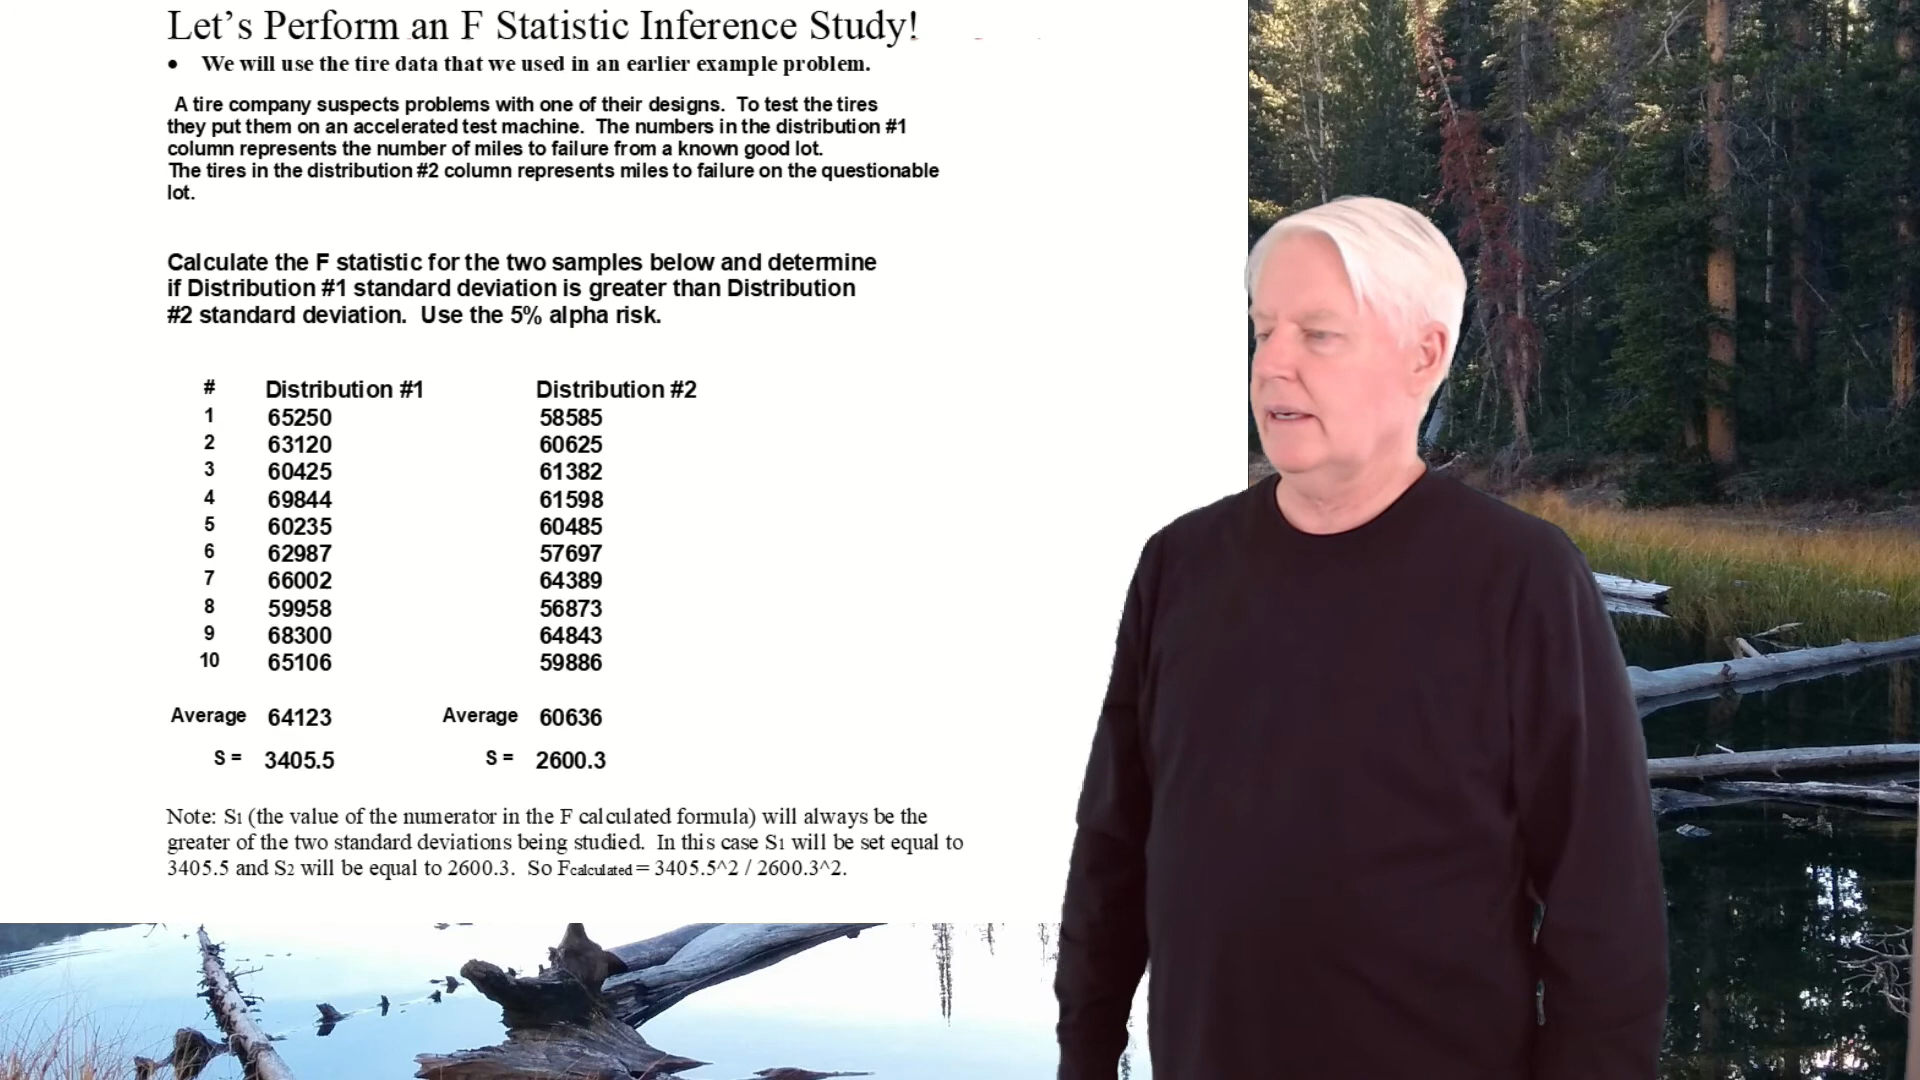 Let's Perform an F Statistic Inference Study!
• We will use the tire data that we used in an earlier example problem.
A tire company suspects problems with one of their designs. To test the tires
they put them on an accelerated test machine. The numbers in the distribution #1
column represents the number of miles to failure from a known good lot.
The tires in the distribution #2 column represents miles to failure on the questionable
lot.
Calculate the F statistic for the two samples below and determine
if Distribution #1 standard deviation is greater than Distribution
#2 standard deviation. Use the 5% alpha risk.
# Distribution #1 Distribution #2
1 65250 58585
2 63120 60625
3 60425 61382
4 69844 61598
5 60235 60485
6 62987 57697
7 66002 64389
8 59958 56873
9 68300 64843
10 65106 59886
Average 64123 Average 60636
S = 3405.5 S = 2600.3
Note: S1 (the value of the numerator in the F calculated formula) will always be the
greater of the two standard deviations being studied. In this case S1 will be set equal to
3405.5 and S2 will be equal to 2600.3. So Fcalculated = 3405.5^2 / 2600.3^2.